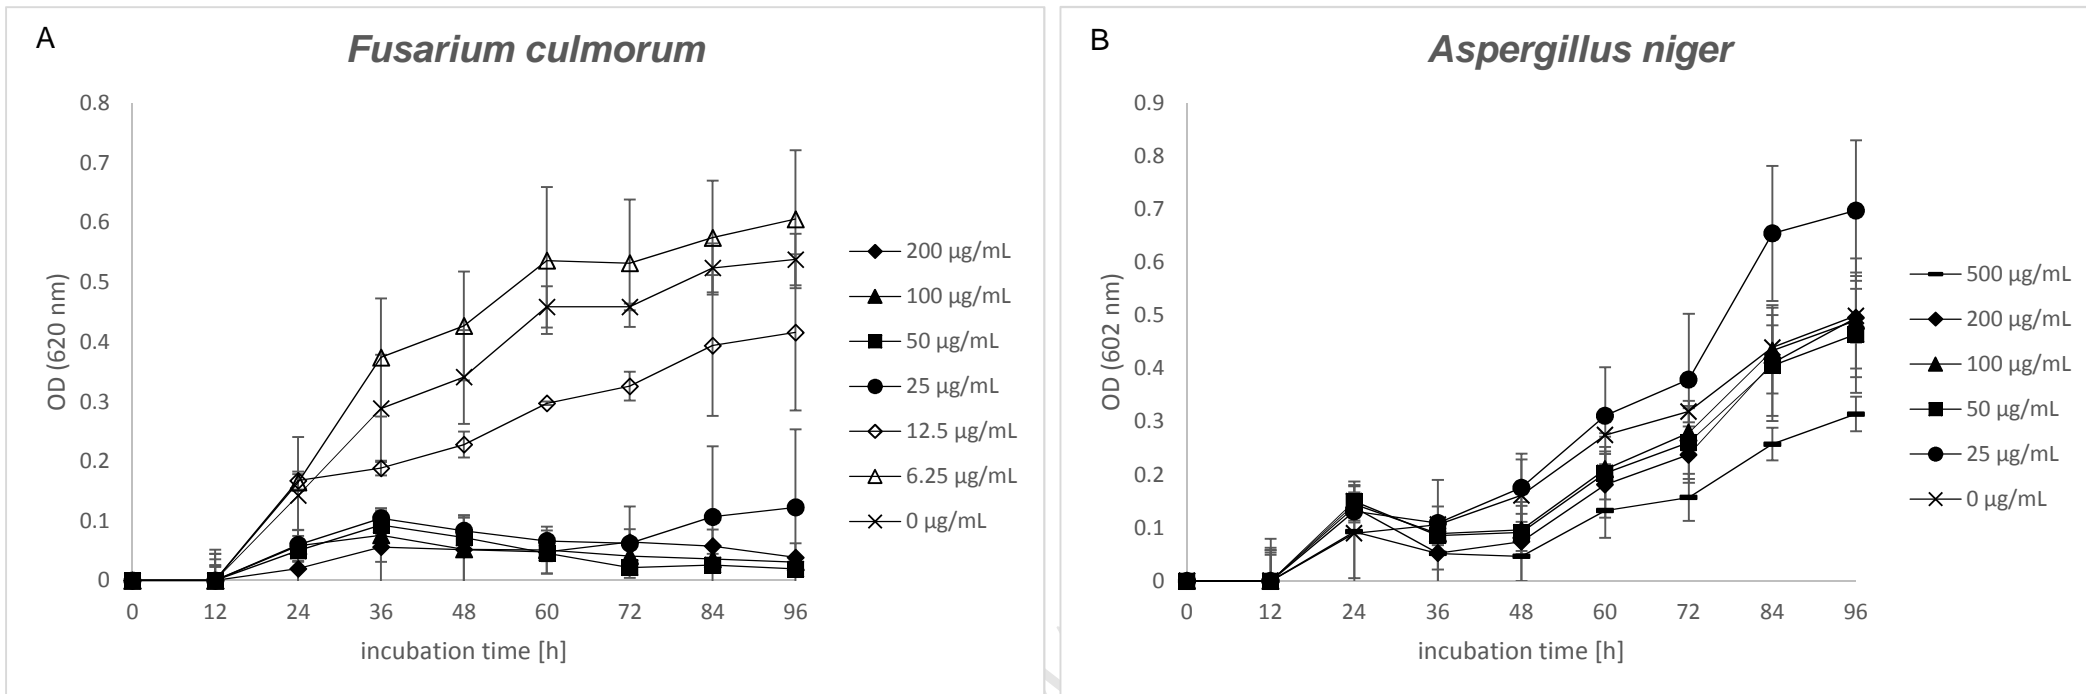 A
Fusarium culmorum
0.8
0.7
0.6
0.5
0.4
0.3
0.2
0.1
0
OD (620 nm)
0 12 24 36 48 60 72 84 96
incubation time [h]
200 µg/mL
100 µg/mL
50 µg/mL
25 µg/mL
12.5 µg/mL
6.25 µg/mL
0 µg/mL
B
Aspergillus niger
0.9
0.8
0.7
0.6
0.5
0.4
0.3
0.2
0.1
0
OD (602 nm)
0 12 24 36 48 60 72 84 96
incubation time [h]
500 µg/mL
200 µg/mL
100 µg/mL
50 µg/mL
25 µg/mL
0 µg/mL